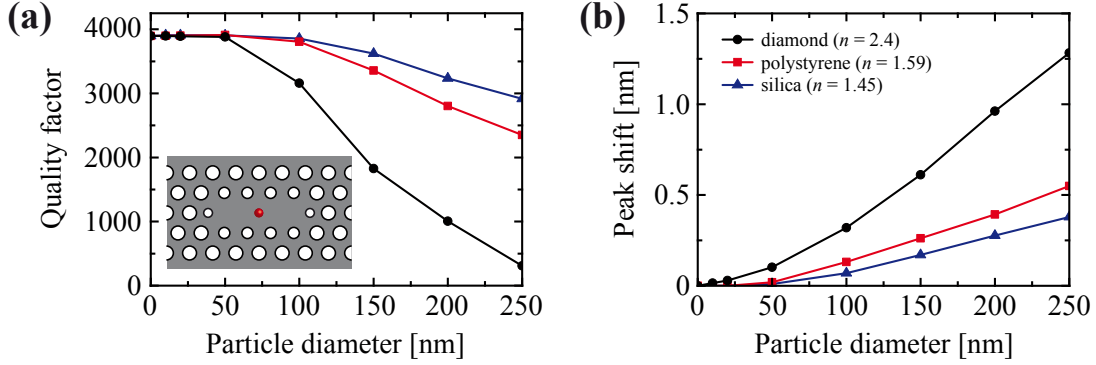 (a)
4000
3000
2000
1000
0
Quality factor
0 50 100 150 200 250
Particle diameter [nm]
(b)
1.5
1.0
0.5
0
Peak shift [nm]
diamond (n = 2.4)
polystyrene (n = 1.59)
silica (n = 1.45)
0 50 100 150 200 250
Particle diameter [nm]